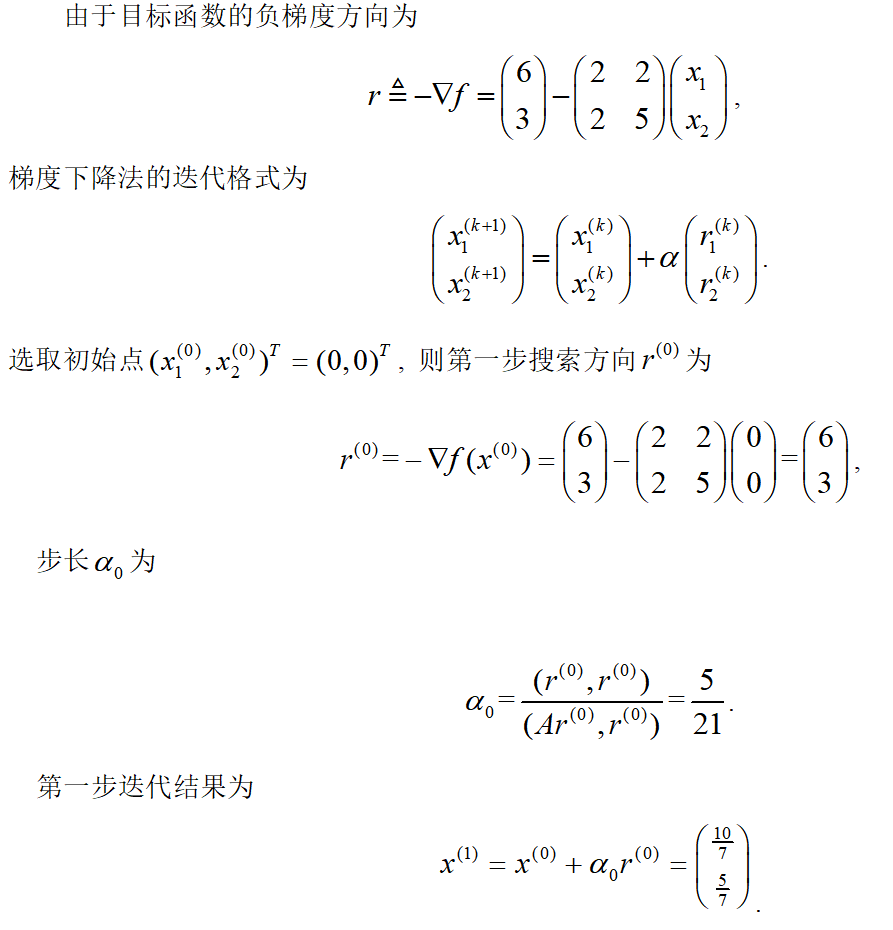 由于目标函数的负梯度方向为
$r \triangleq -\nabla f = \begin{pmatrix} 6 \\ 3 \end{pmatrix} - \begin{pmatrix} 2 & 2 \\ 2 & 5 \end{pmatrix} \begin{pmatrix} x_1 \\ x_2 \end{pmatrix},$
梯度下降法的迭代格式为
$\begin{pmatrix} x_1^{(k+1)} \\ x_2^{(k+1)} \end{pmatrix} = \begin{pmatrix} x_1^{(k)} \\ x_2^{(k)} \end{pmatrix} + \alpha \begin{pmatrix} r_1^{(k)} \\ r_2^{(k)} \end{pmatrix}.$
选取初始点$(x_1^{(0)}, x_2^{(0)})^T = (0,0)^T$, 则第一步搜索方向$r^{(0)}$为
$r^{(0)} = -\nabla f(x^{(0)}) = \begin{pmatrix} 6 \\ 3 \end{pmatrix} - \begin{pmatrix} 2 & 2 \\ 2 & 5 \end{pmatrix} \begin{pmatrix} 0 \\ 0 \end{pmatrix} = \begin{pmatrix} 6 \\ 3 \end{pmatrix},$
步长$\alpha_0$为
$\alpha_0 = \frac{(r^{(0)}, r^{(0)})}{(Ar^{(0)}, r^{(0)})} = \frac{5}{21}.$
第一步迭代结果为
$x^{(1)} = x^{(0)} + \alpha_0 r^{(0)} = \begin{pmatrix} \frac{10}{7} \\ \frac{5}{7} \end{pmatrix}.$